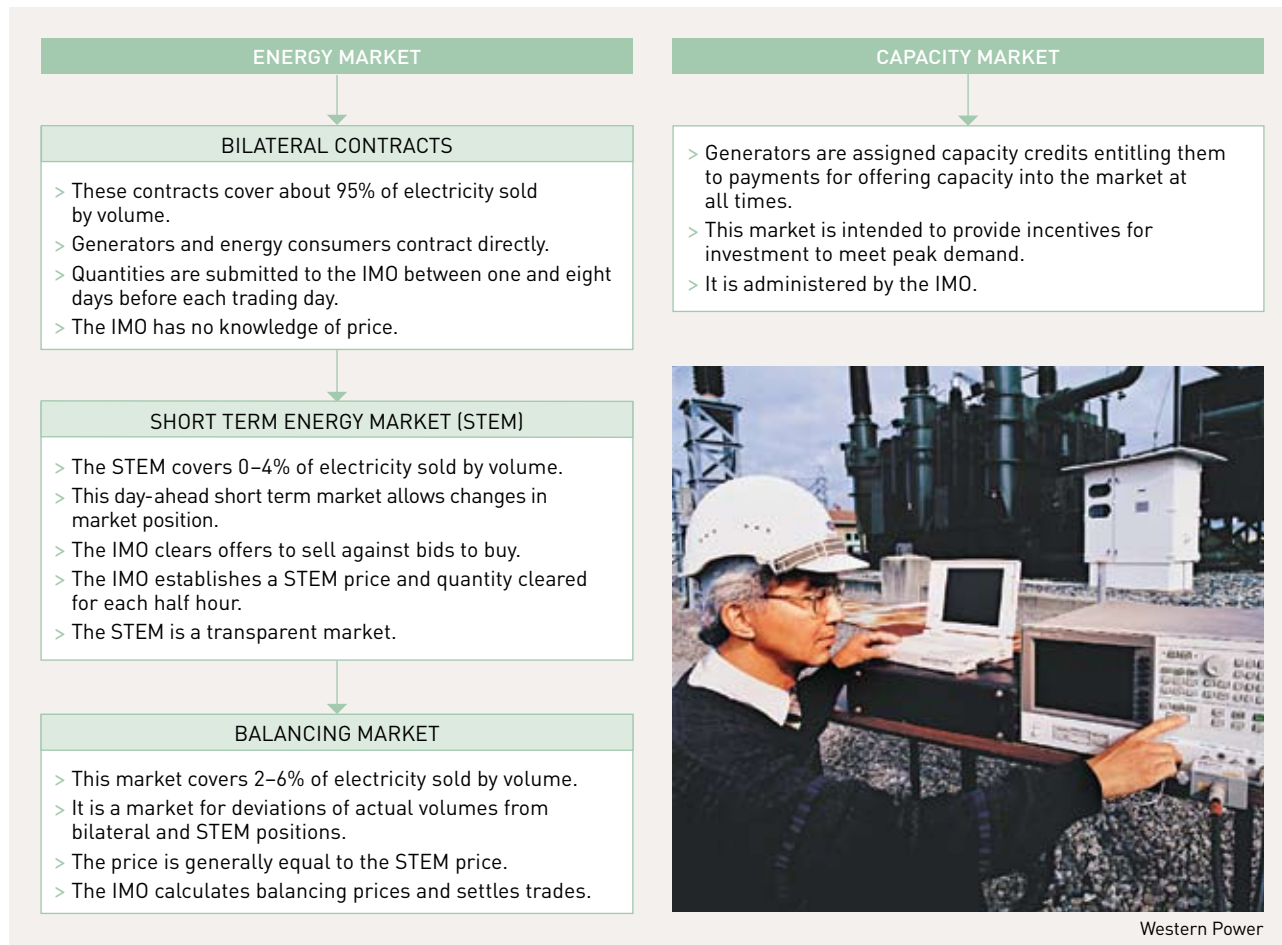 ENERGY MARKET
BILATERAL CONTRACTS
> These contracts cover about 95% of electricity sold
by volume.
> Generators and energy consumers contract directly.
> Quantities are submitted to the IMO between one and eight
days before each trading day.
> The IMO has no knowledge of price.
SHORT TERM ENERGY MARKET (STEM)
> The STEM covers 0–4% of electricity sold by volume.
> This day-ahead short term market allows changes in
market position.
> The IMO clears offers to sell against bids to buy.
> The IMO establishes a STEM price and quantity cleared
for each half hour.
> The STEM is a transparent market.
BALANCING MARKET
> This market covers 2–6% of electricity sold by volume.
> It is a market for deviations of actual volumes from
bilateral and STEM positions.
> The price is generally equal to the STEM price.
> The IMO calculates balancing prices and settles trades.
CAPACITY MARKET
> Generators are assigned capacity credits entitling them
to payments for offering capacity into the market at
all times.
> This market is intended to provide incentives for
investment to meet peak demand.
> It is administered by the IMO.
Western Power